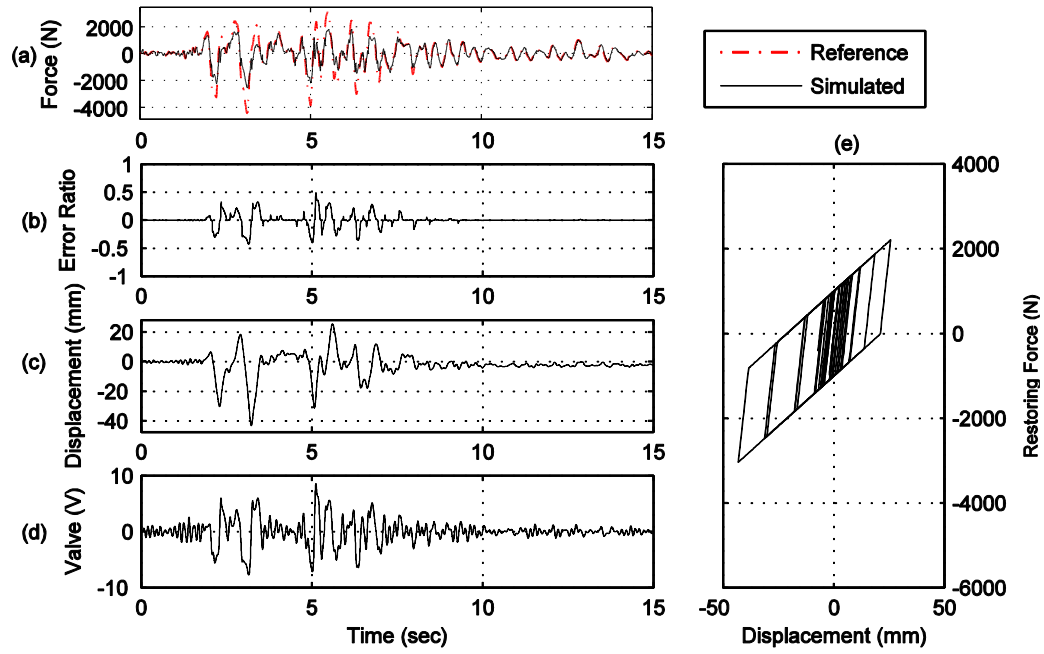 (a)
Force (N)
2000
0
-2000
-4000
0
5
10
15
Reference
Simulated
(b)
Error Ratio
1
0.5
0
-0.5
-1
0
5
10
15
(c)
Displacement (mm)
20
0
-20
-40
0
5
10
15
(d)
Valve (V)
10
0
-10
0
5
10
15
Time (sec)
(e)
4000
2000
0
-2000
-4000
-6000
Restoring Force (N)
-50
0
50
Displacement (mm)